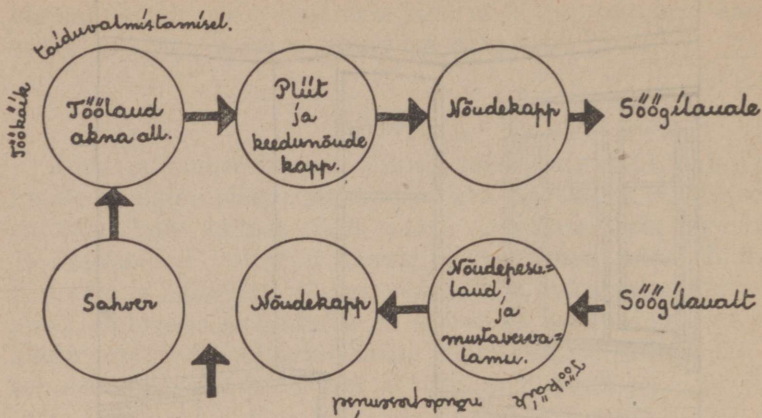 Töökäik toiduvalmistamisel.
Töölaud
akna all.
Pliit
ja
keedunõude
kapp.
Nõudekapp
Söögilauale
Sahver
Nõudekapp
Nõudepesu=
laud
ja
mustaveeva=
lamu.
Söögilaualt
Töökäik nõudepesemisel